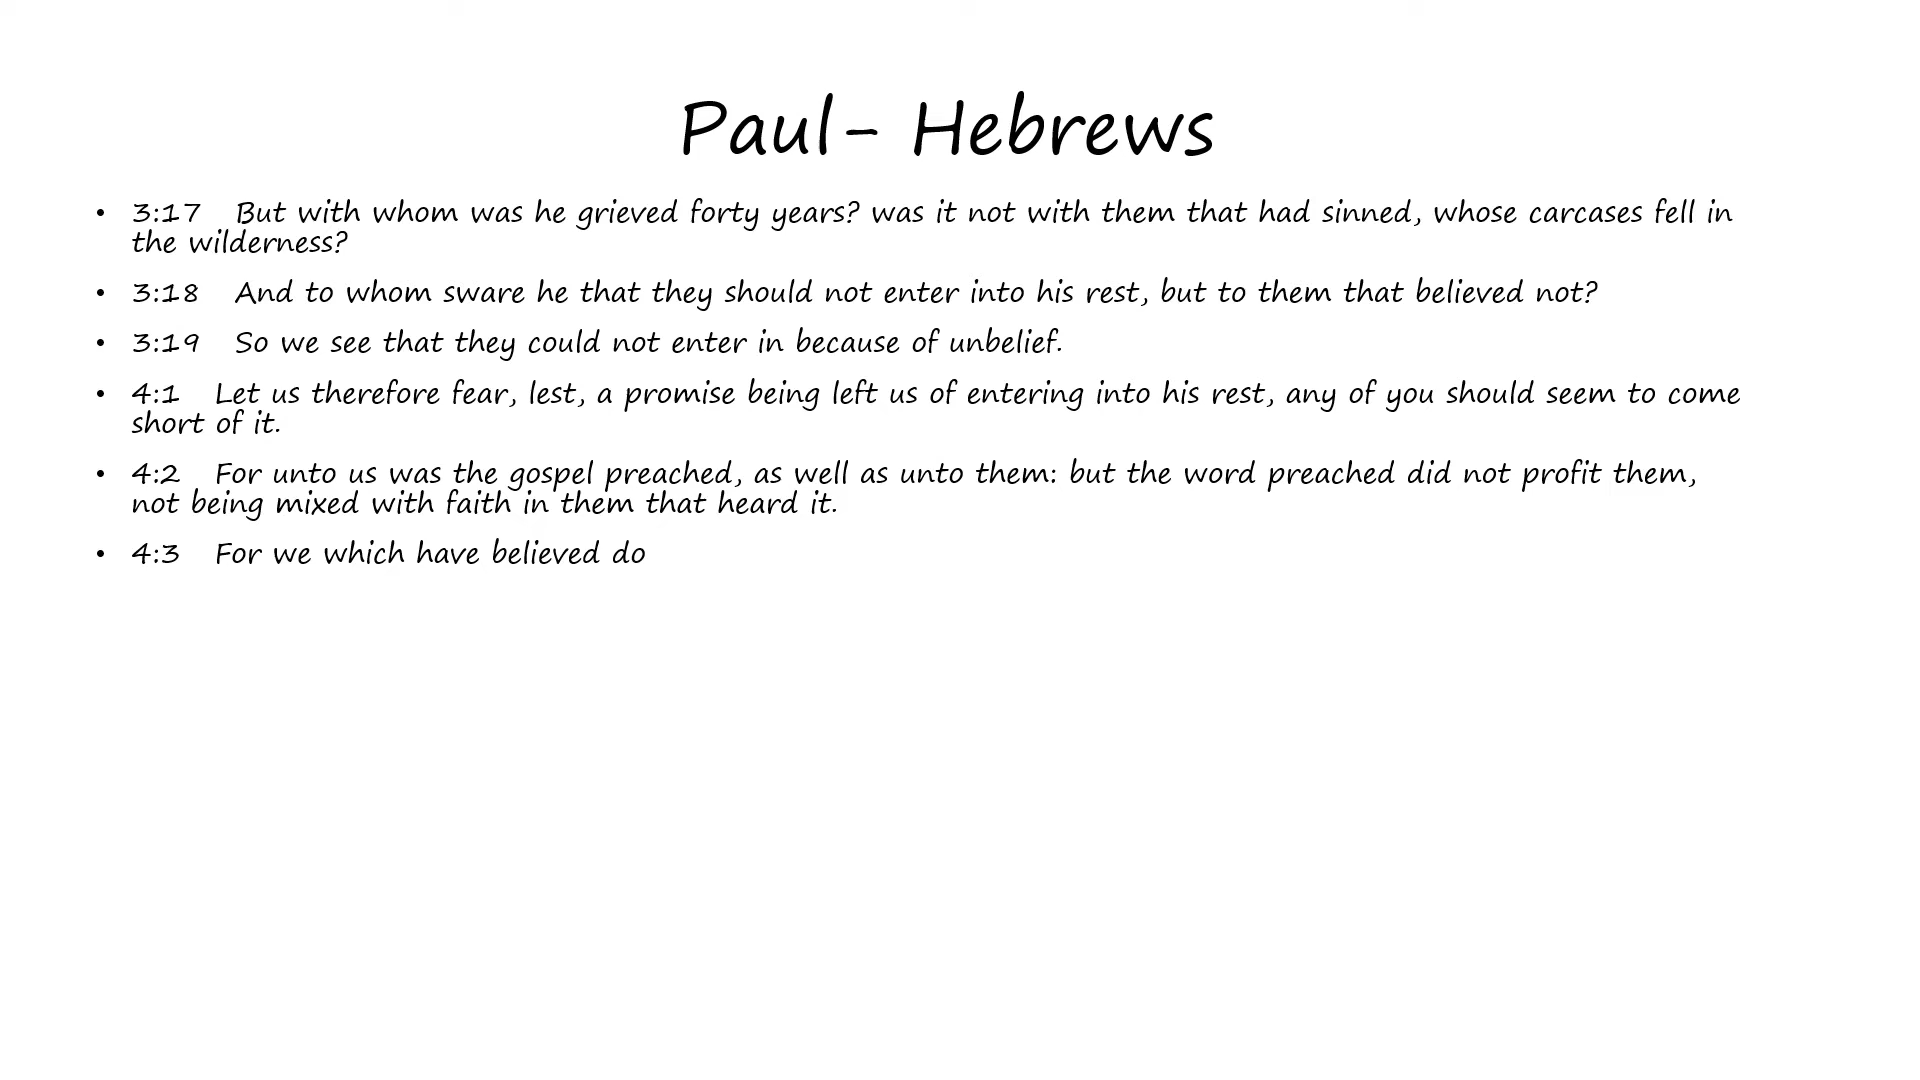 Paul- Hebrews
• 3:17 But with whom was he grieved forty years? was it not with them that had sinned, whose carcases fell in
the wilderness?
• 3:18 And to whom sware he that they should not enter into his rest, but to them that believed not?
• 3:19 So we see that they could not enter in because of unbelief.
• 4:1 Let us therefore fear, lest, a promise being left us of entering into his rest, any of you should seem to come
short of it.
• 4:2 For unto us was the gospel preached, as well as unto them: but the word preached did not profit them,
not being mixed with faith in them that heard it.
• 4:3 For we which have believed do